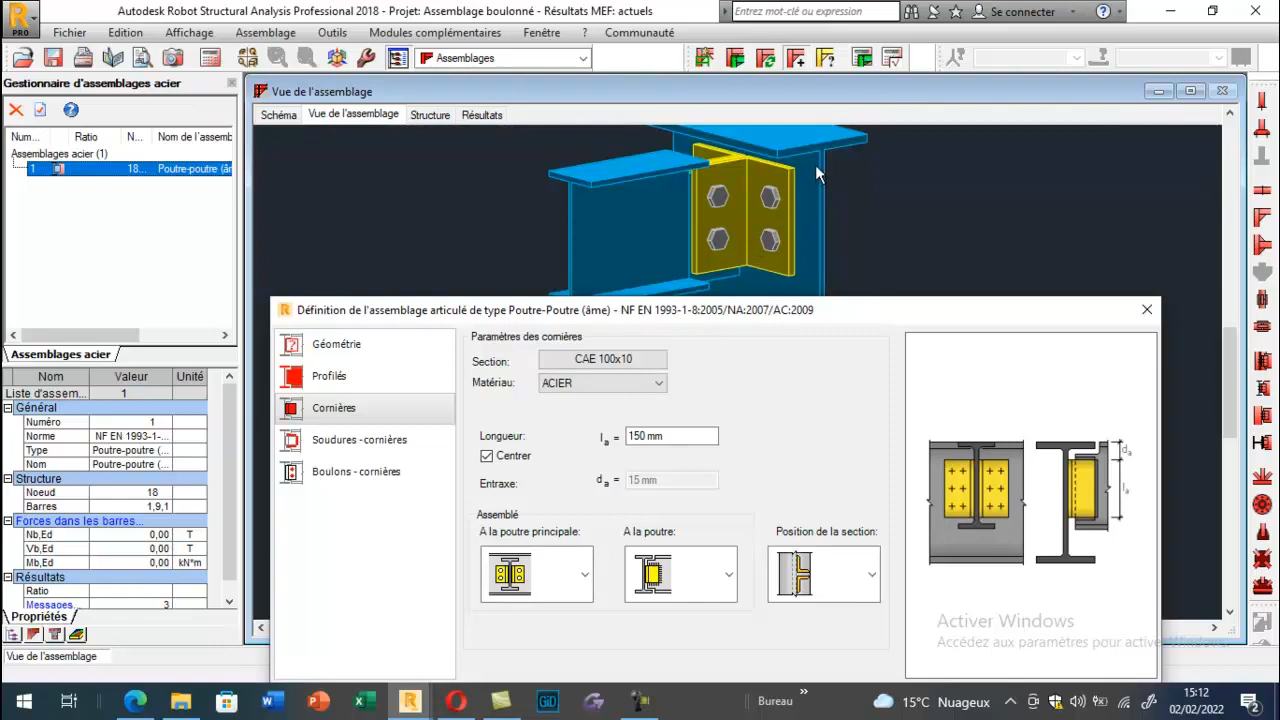 Autodesk Robot Structural Analysis Professional 2018 - Projet: Assemblage boulonné - Résultats MEF: actuels
Entrez mot-clé ou expression
Se connecter
PRO
Fichier Edition Affichage Assemblage Outils Modules complémentaires Fenêtre ? Communauté
Assemblages
Gestionnaire d'assemblages acier
Num... Ratio N... Nom de l'assemb
Assemblages acier (1)
1 18... Poutre-poutre (âm
Assemblages acier
Nom Valeur Unité
Liste d'assem... 1
Général
Numéro 1
Norme NF EN 1993-1-...
Type Poutre-poutre (...
Nom Poutre-poutre (...
Structure
Noeud 18
Barres 1,9,1
Forces dans les barres...
Nb,Ed 0,00 T
Vb,Ed 0,00 T
Mb,Ed 0,00 kN*m
Résultats
Ratio
Messages... 3
Propriétés
Vue de l'assemblage
Vue de l'assemblage
Schéma Vue de l'assemblage Structure Résultats
Définition de l'assemblage articulé de type Poutre-Poutre (âme) - NF EN 1993-1-8:2005/NA:2007/AC:2009
Géométrie
Profilés
Cornières
Soudures - cornières
Boulons - cornières
Paramètres des cornières
Section: CAE 100x10
Matériau: ACIER
Longueur: la = 150 mm
Centrer
Entraxe: da = 15 mm
Assemblé
A la poutre principale: A la poutre: Position de la section:
da
la
Activer Windows
Accédez aux paramètres pour activer Windows.
GiD
Bureau
15°C Nuageux
15:12
02/02/2022
2